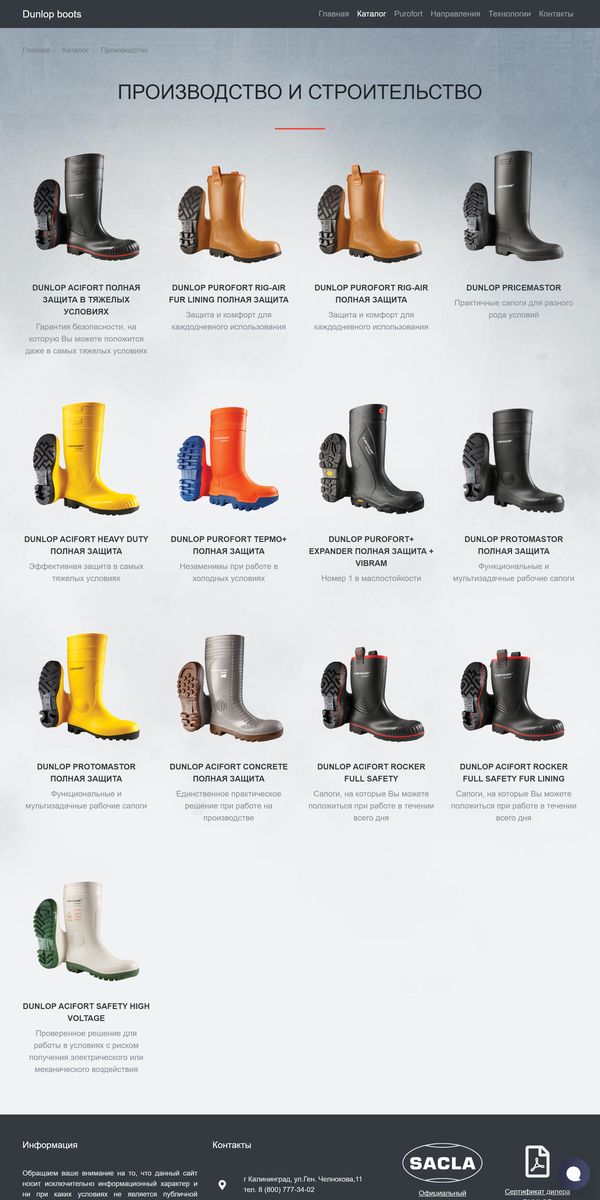 Dunlop boots
Главная Каталог Purofort Направления Технологии Контакты
Главная / Каталог / Производство
ПРОИЗВОДСТВО И СТРОИТЕЛЬСТВО
DUNLOP ACIFORT ПОЛНАЯ
ЗАЩИТА В ТЯЖЕЛЫХ
УСЛОВИЯХ
Гарантия безопасности, на
которую Вы можете положится
даже в самых тяжелых условиях
DUNLOP PUROFORT RIG-AIR
FUR LINING ПОЛНАЯ ЗАЩИТА
Защита и комфорт для
каждодневного использования
DUNLOP PUROFORT RIG-AIR
ПОЛНАЯ ЗАЩИТА
Защита и комфорт для
каждодневного использования
DUNLOP PRICEMASTOR
Практичные сапоги для разного
рода условий
DUNLOP ACIFORT HEAVY DUTY
ПОЛНАЯ ЗАЩИТА
Эффективная защита в самых
тяжелых условиях
DUNLOP PUROFORT ТЕРМО+
ПОЛНАЯ ЗАЩИТА
Незаменимы при работе в
холодных условиях
DUNLOP PUROFORT+
EXPANDER ПОЛНАЯ ЗАЩИТА +
VIBRAM
Номер 1 в маслостойкости
DUNLOP PROTOMASTOR
ПОЛНАЯ ЗАЩИТА
Функциональные и
мультизадачные рабочие сапоги
DUNLOP PROTOMASTOR
ПОЛНАЯ ЗАЩИТА
Функциональные и
мультизадачные рабочие сапоги
DUNLOP ACIFORT CONCRETE
ПОЛНАЯ ЗАЩИТА
Единственное практическое
решение при работе на
производстве
DUNLOP ACIFORT ROCKER
FULL SAFETY
Сапоги, на которые Вы можете
положиться при работе в течении
всего дня
DUNLOP ACIFORT ROCKER
FULL SAFETY FUR LINING
Сапоги, на которые Вы можете
положиться при работе в течении
всего дня
DUNLOP ACIFORT SAFETY HIGH
VOLTAGE
Проверенное решение для
работы в условиях с риском
получения электрического или
механического воздействия
Информация
Обращаем ваше внимание на то, что данный сайт
носит исключительно информационный характер и
ни при каких условиях не является публичной
Контакты
г Калининград, ул.Ген. Челнокова,11
тел. 8 (800) 777-34-02
SACLA
Официальный
Сертификат дилера